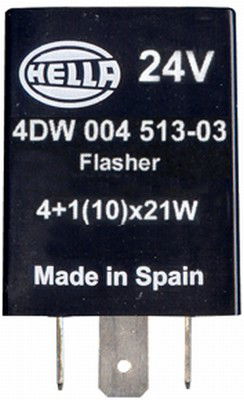 HELLA 24V
4DW 004 513-03
Flasher
4+1(10)x21W
Made in Spain